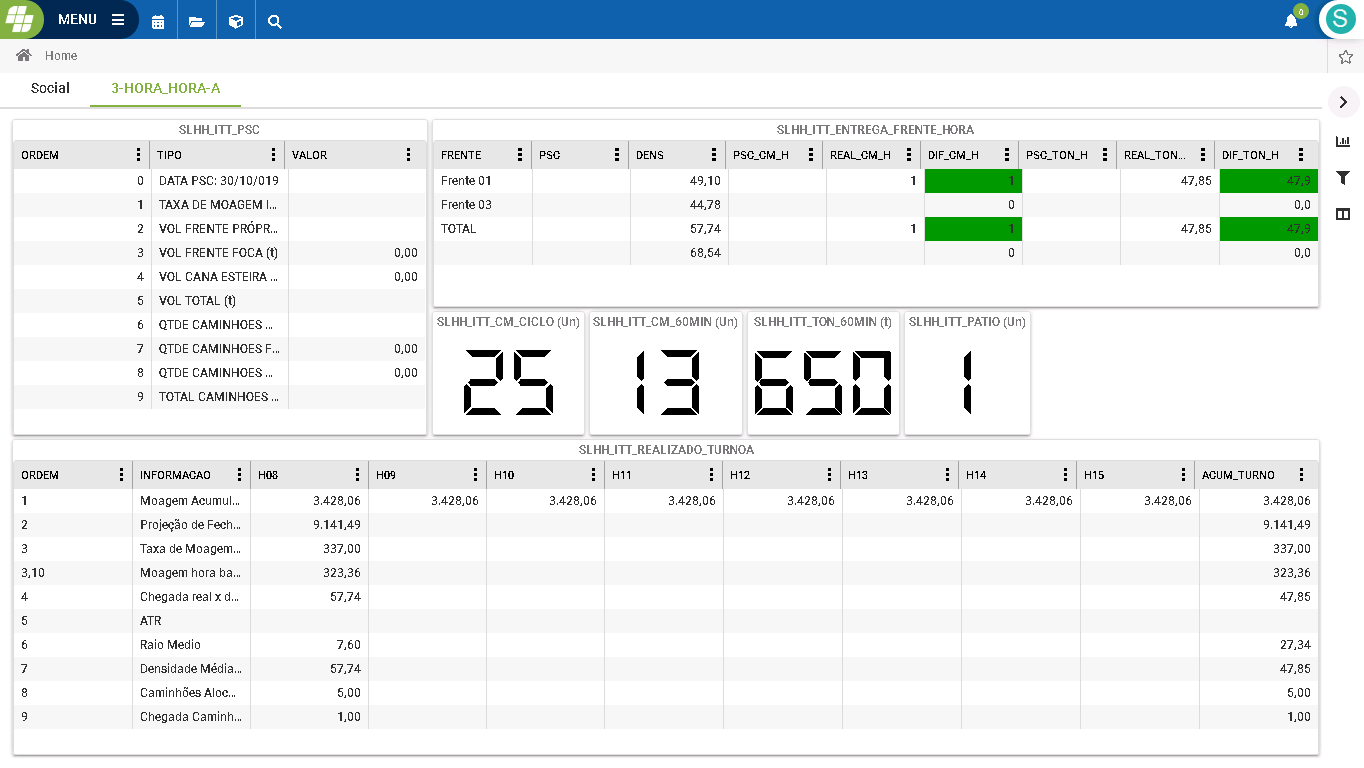 MENU
0
S
Home
Social 3-HORA_HORA-A
SLHH_ITT_PSC
ORDEM TIPO VALOR
0 DATA PSC: 30/10/019
1 TAXA DE MOAGEM I...
2 VOL FRENTE PRÓPR...
3 VOL FRENTE FOCA (t) 0,00
4 VOL CANA ESTEIRA ... 0,00
5 VOL TOTAL (t)
6 QTDE CAMINHOES ...
7 QTDE CAMINHOES F... 0,00
8 QTDE CAMINHOES ... 0,00
9 TOTAL CAMINHOES ...
SLHH_ITT_ENTREGA_FRENTE_HORA
FRENTE PSC DENS PSC_CM_H REAL_CM_H DIF_CM_H PSC_TON_H REAL_TON... DIF_TON_H
Frente 01 49,10 1 1 47,85 47,9
Frente 03 44,78 0 0,0
TOTAL 57,74 1 1 47,85 47,9
68,54 0 0,0
SLHH_ITT_CM_CICLO (Un) SLHH_ITT_CM_60MIN (Un) SLHH_ITT_TON_60MIN (t) SLHH_ITT_PATIO (Un)
25 13 650 1
SLHH_ITT_REALIZADO_TURNOA
ORDEM INFORMACAO H08 H09 H10 H11 H12 H13 H14 H15 ACUM_TURNO
1 Moagem Acumul... 3.428,06 3.428,06 3.428,06 3.428,06 3.428,06 3.428,06 3.428,06 3.428,06 3.428,06
2 Projeção de Fech... 9.141,49 9.141,49
3 Taxa de Moagem... 337,00 337,00
3,10 Moagem hora ba... 323,36 323,36
4 Chegada real x d... 57,74 47,85
5 ATR
6 Raio Medio 7,60 27,34
7 Densidade Média... 57,74 47,85
8 Caminhões Aloc... 5,00 5,00
9 Chegada Caminh... 1,00 1,00